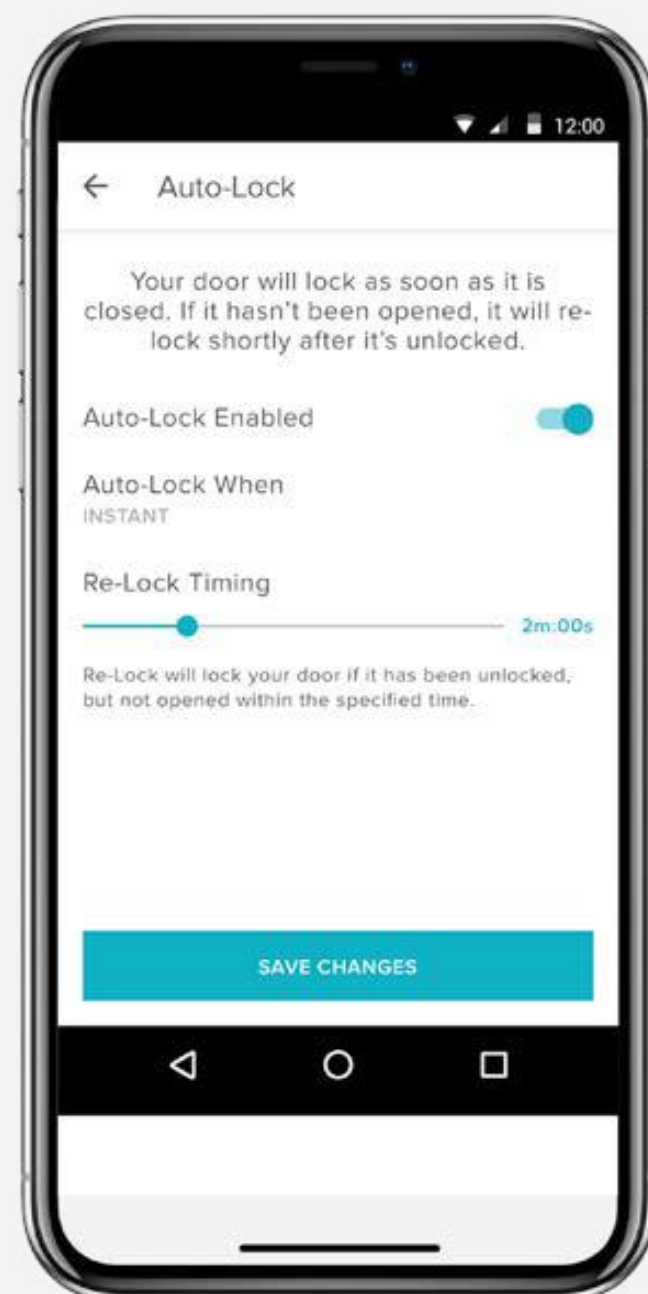 12:00
Auto-Lock
Your door will lock as soon as it is
closed. If it hasn't been opened, it will re-
lock shortly after it's unlocked.
Auto-Lock Enabled
Auto-Lock When
INSTANT
Re-Lock Timing
2m:00s
Re-Lock will lock your door if it has been unlocked,
but not opened within the specified time.
SAVE CHANGES